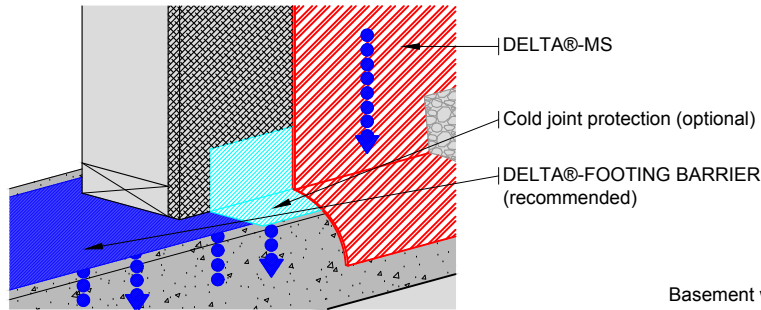 DELTA®-MS
Cold joint protection (optional)
DELTA®-FOOTING BARRIER
(recommended)
Basement